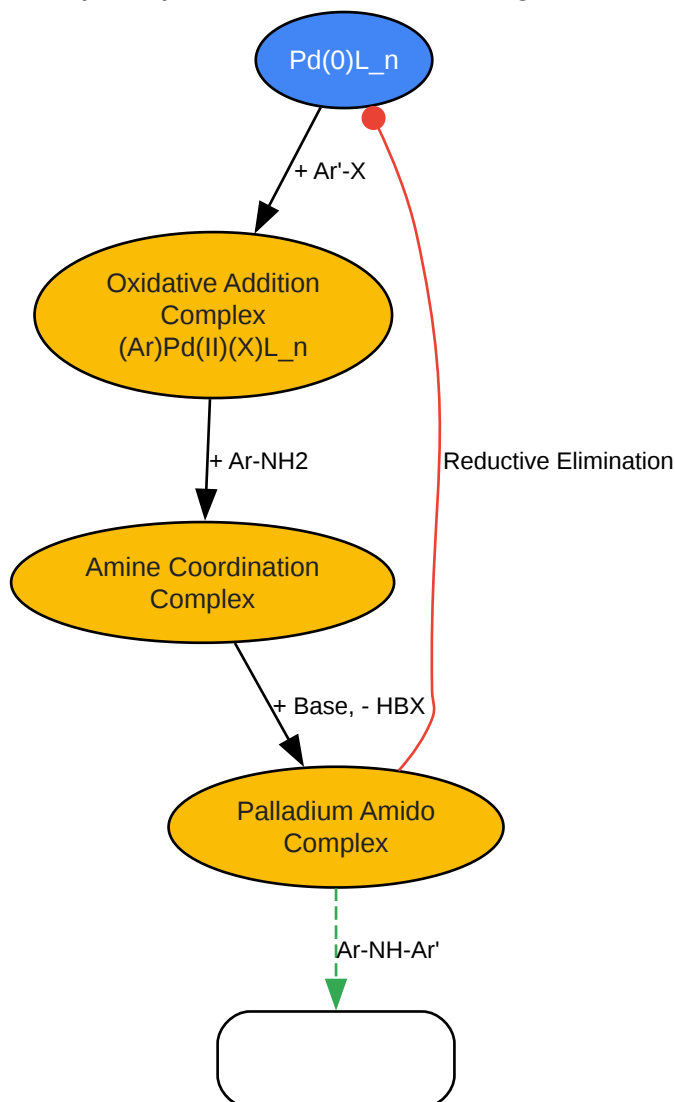 Pd(0)L_n
+ Ar'-X
Oxidative Addition
Complex
(Ar)Pd(II)(X)L_n
+ Ar-NH2
Reductive Elimination
Amine Coordination
Complex
+ Base, - HBX
Palladium Amido
Complex
Ar-NH-Ar'